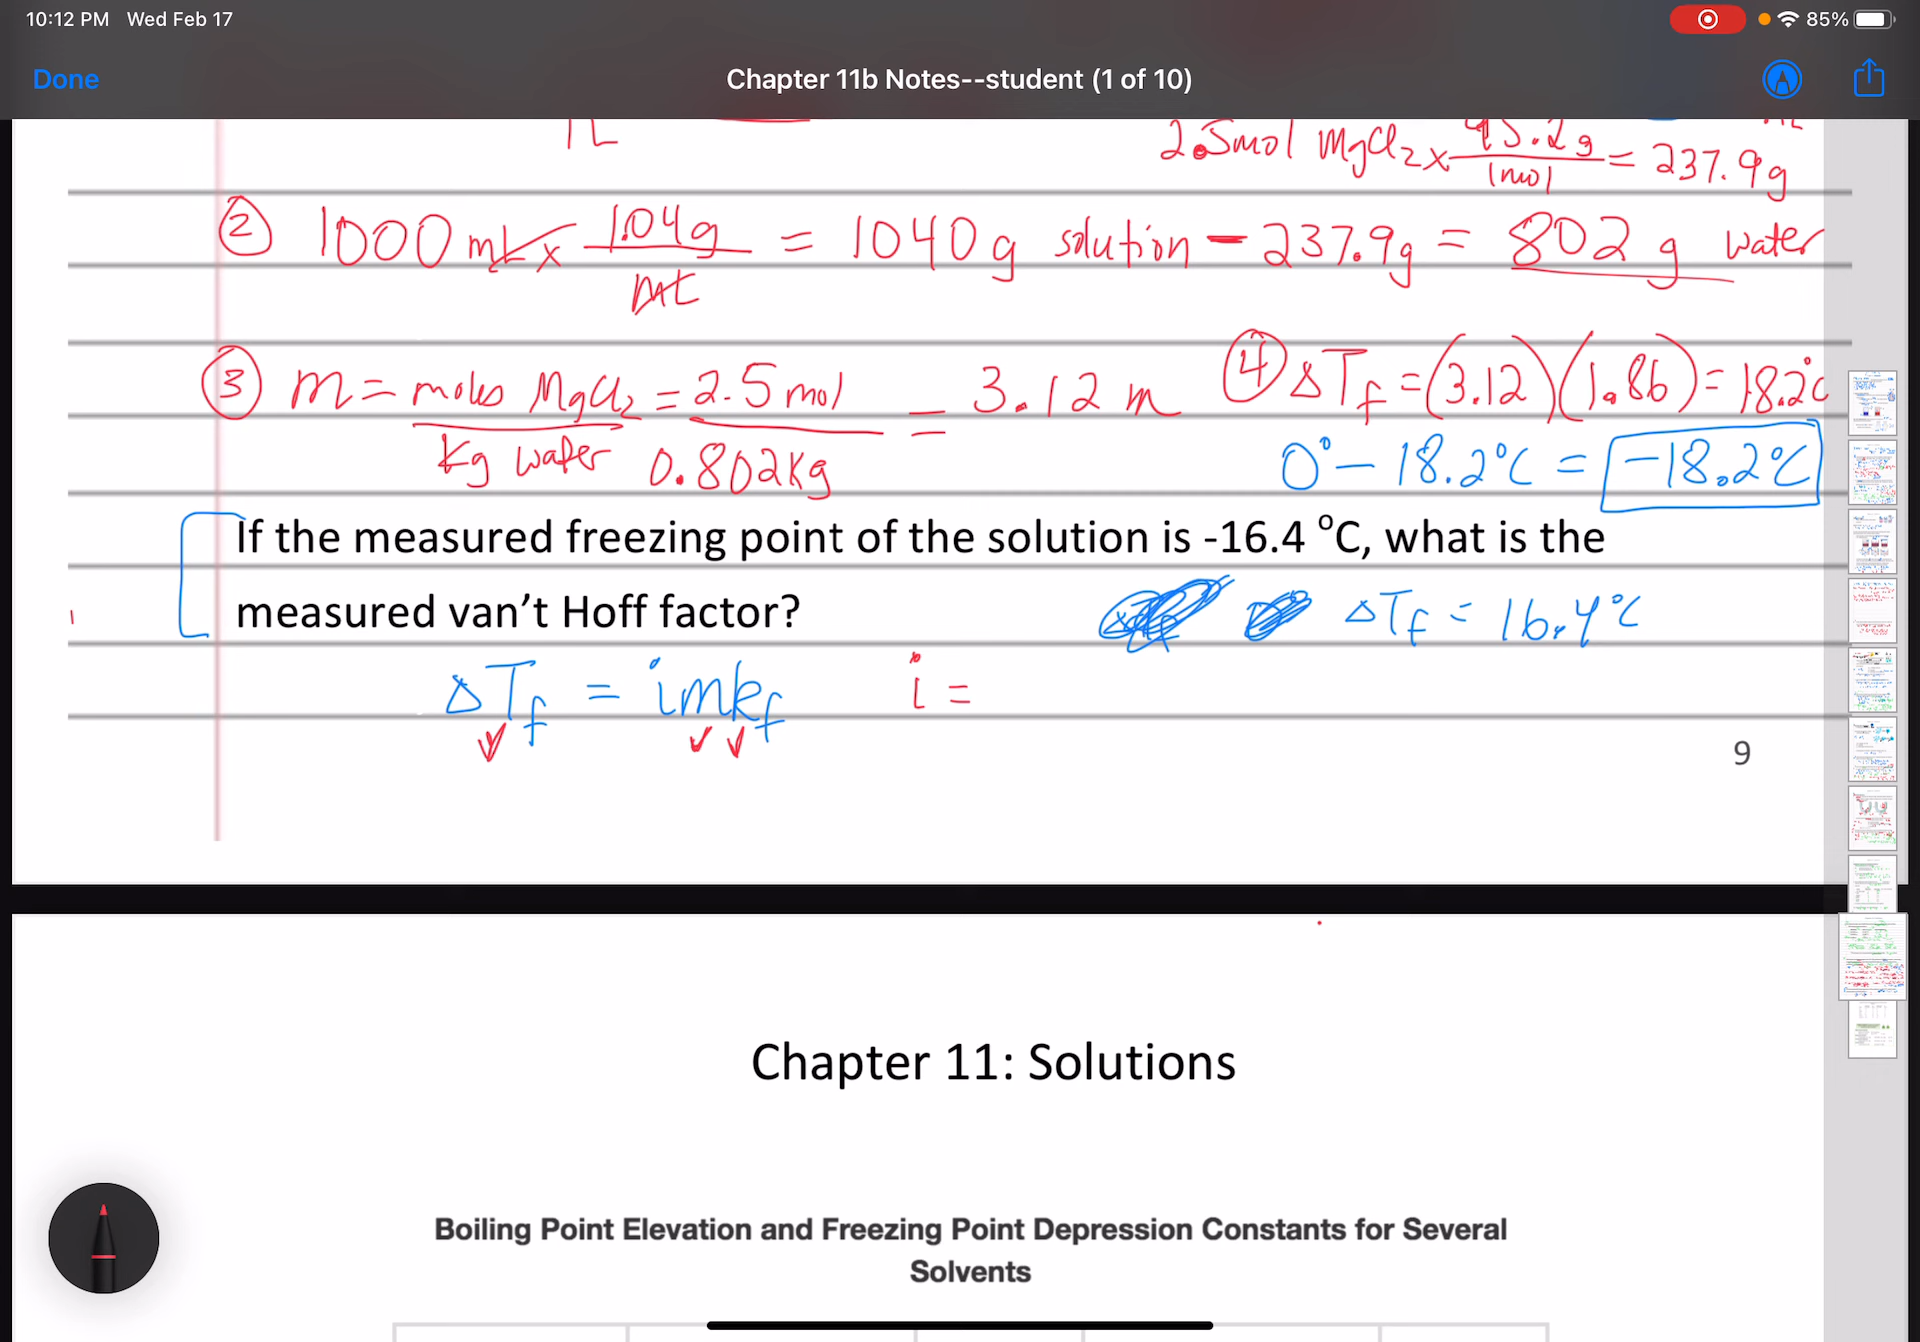 10:12 PM Wed Feb 17
85%
Done
Chapter 11b Notes--student (1 of 10)
1L
2.5mol MgCl2 x 95.2g / 1mol = 237.9g
② 1000 mL x 1.04g / mL = 1040g solution - 237.9g = 802 g water
③ m = moles MgCl2 / kg water = 2.5 mol / 0.802kg = 3.12 m
④ ΔTf = (3.12)(1.86) = 18.2°C
0° - 18.2°C = -18.2°C
If the measured freezing point of the solution is -16.4 °C, what is the
measured van't Hoff factor?
ΔTf = 16.4°C
ΔTf = imkf
i =
9
Chapter 11: Solutions
Boiling Point Elevation and Freezing Point Depression Constants for Several
Solvents